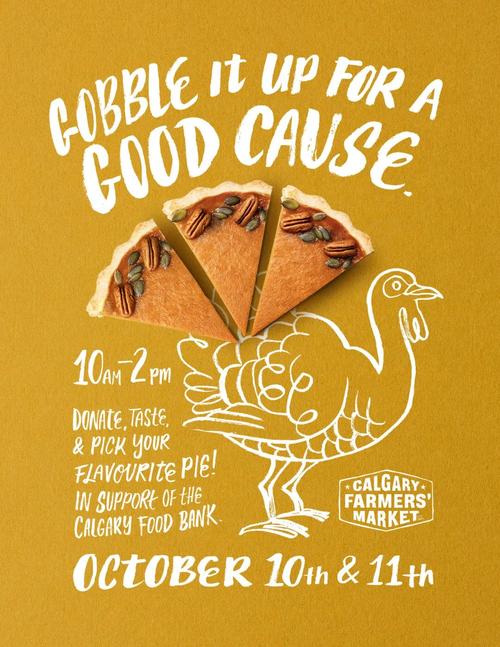 GOBBLE IT UP FOR A
GOOD CAUSE.
10AM-2PM
DONATE, TASTE,
& PICK YOUR
FLAVOURITE PIE!
IN SUPPORT OF THE
CALGARY FOOD BANK.
CALGARY
FARMERS'
MARKET
OCTOBER 10th & 11th